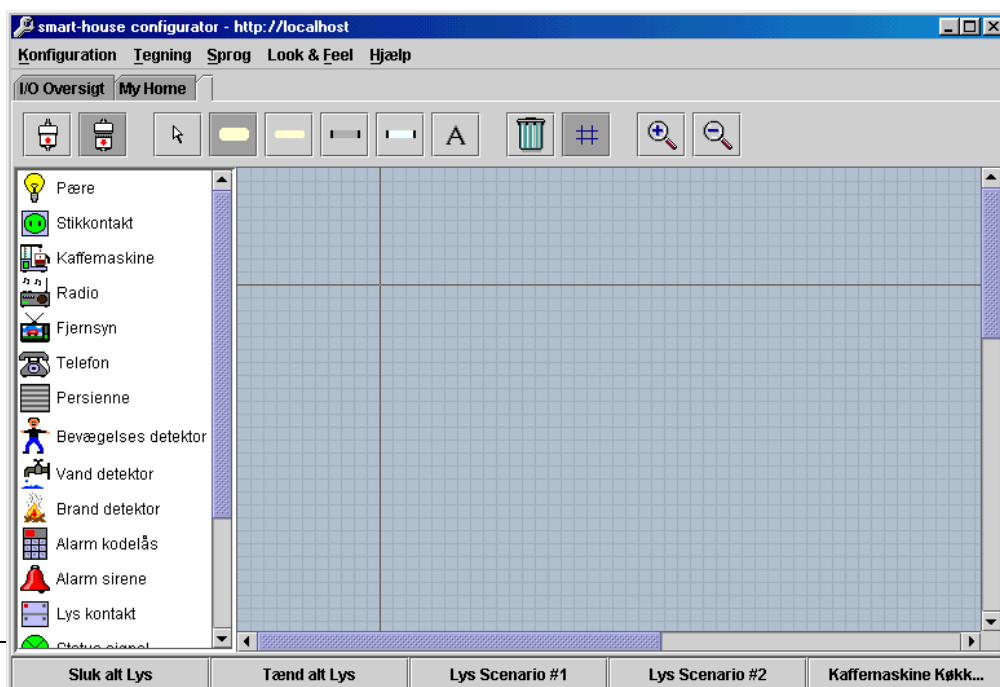 smart-house configurator - http://localhost
Konfiguration Tegning Sprog Look & Feel Hjælp
I/O Oversigt My Home
A
Pære
Stikkontakt
Kaffemaskine
Radio
Fjernsyn
Telefon
Persienne
Bevægelses detektor
Vand detektor
Brand detektor
Alarm kodelås
Alarm sirene
Lys kontakt
Status signal
Sluk alt Lys Tænd alt Lys Lys Scenario #1 Lys Scenario #2 Kaffemaskine Køkk...